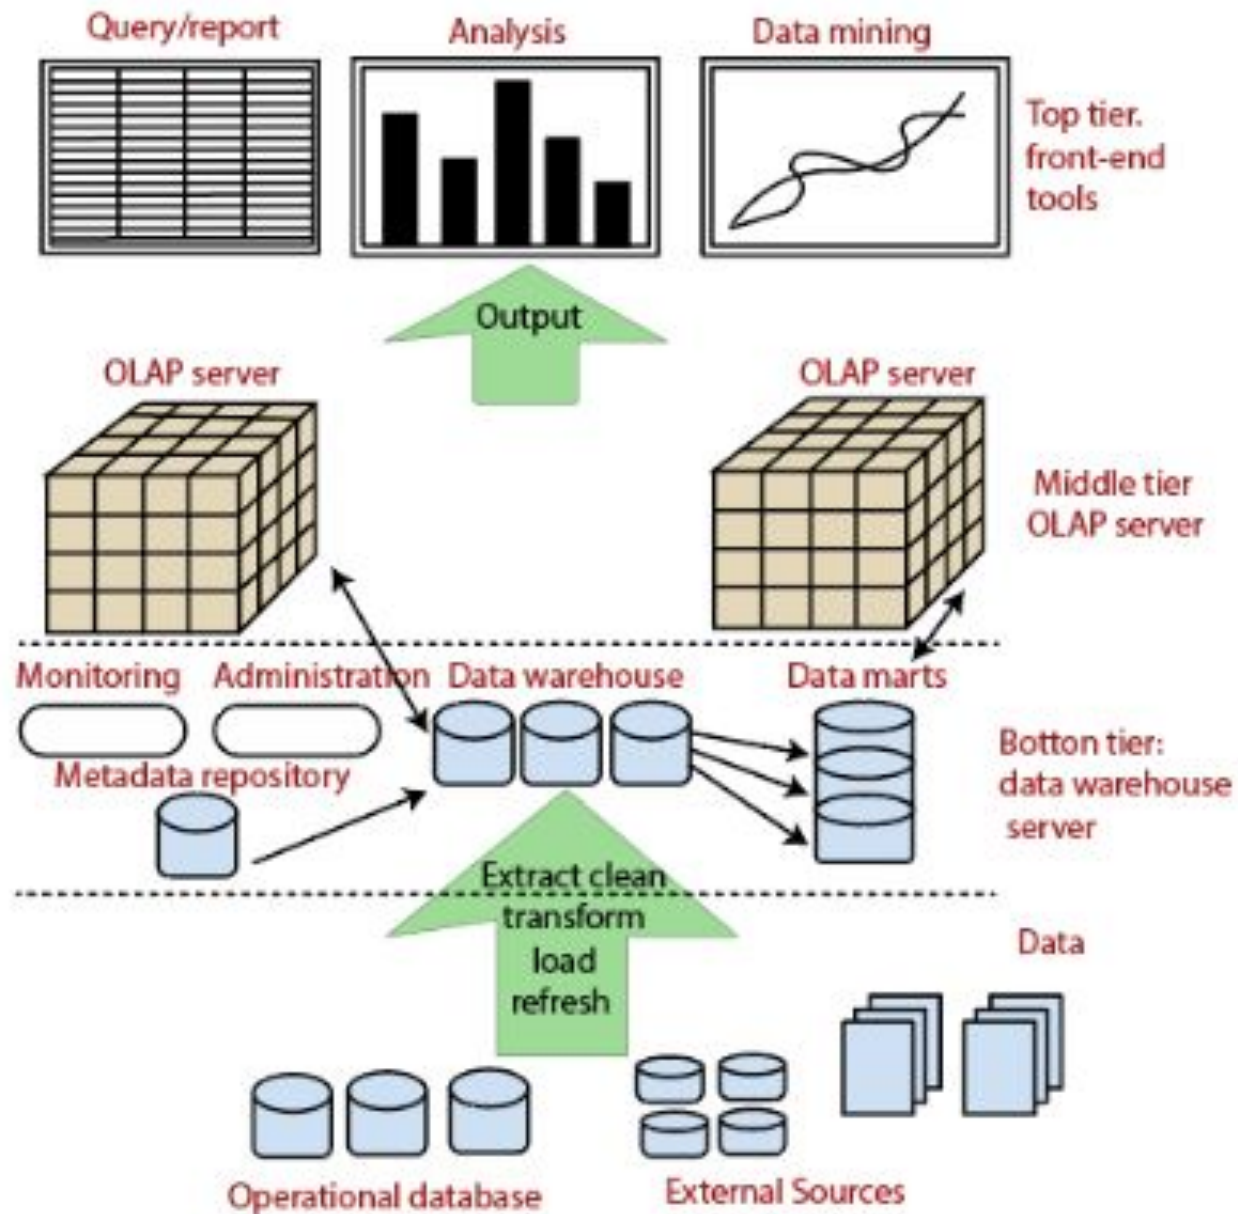 Query/report
Analysis
Data mining
Top tier.
front-end
tools
Output
OLAP server
OLAP server
Middle tier
OLAP server
Monitoring
Administration
Data warehouse
Data marts
Metadata repository
Botton tier:
data warehouse
server
Extract clean
transform
load
refresh
Data
Operational database
External Sources